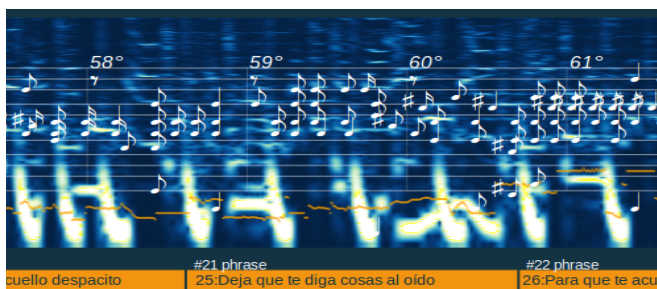 58° 59° 60° 61°
#21 phrase #22 phrase
cuello despacito 25:Deja que te diga cosas al oído 26:Para que te acu